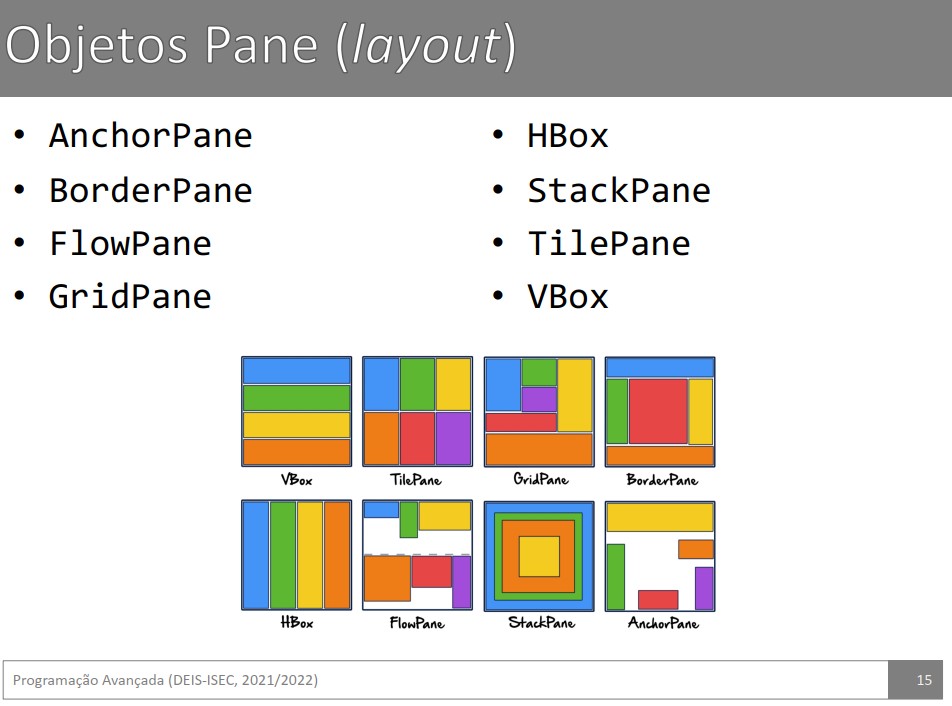 Objetos Pane (layout)
• AnchorPane
• BorderPane
• FlowPane
• GridPane
• HBox
• StackPane
• TilePane
• VBox
VBox TilePane GridPane BorderPane
HBox FlowPane StackPane AnchorPane
Programação Avançada (DEIS-ISEC, 2021/2022) 15